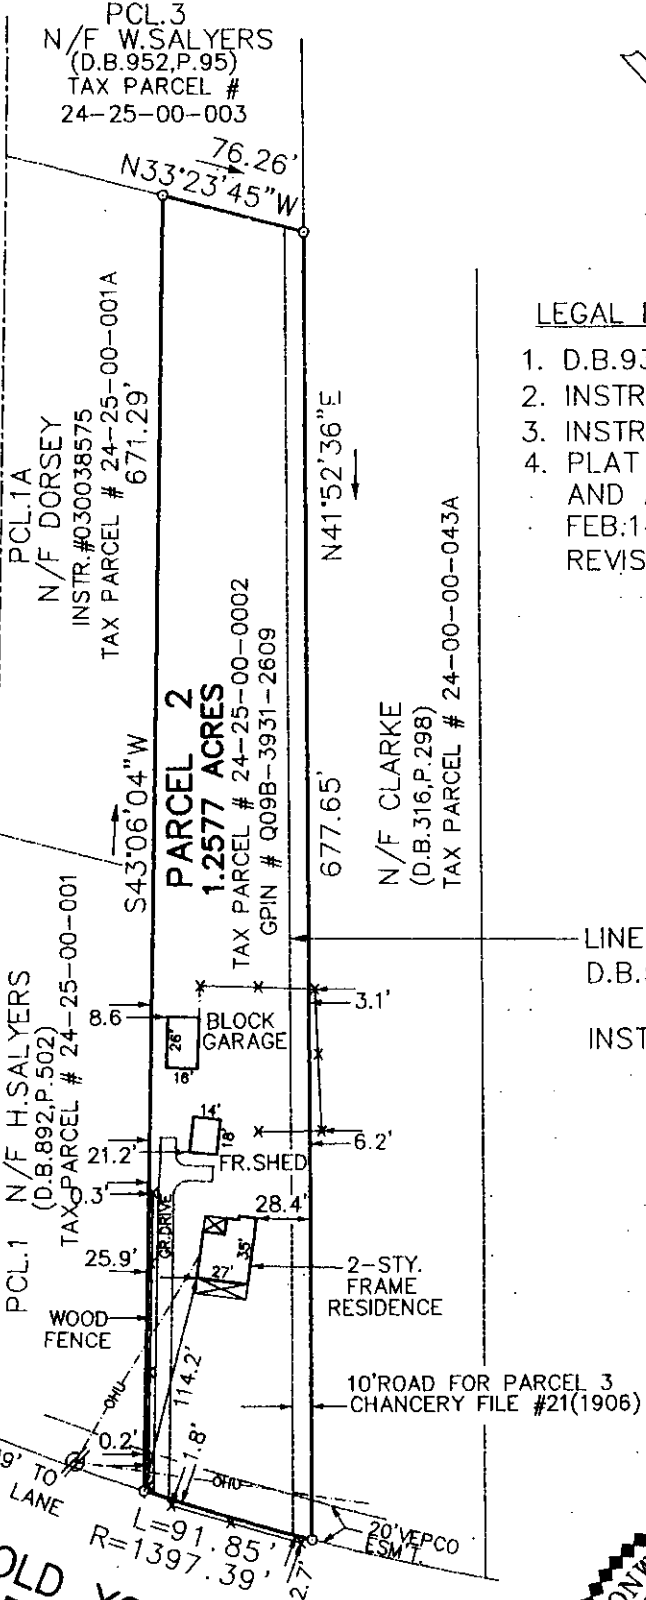 PCL.3
N/F W.SALYERS
(D.B.952,P.95)
TAX PARCEL #
24-25-00-003
76.26'
N33°23'45"W
PCL.1A
N/F DORSEY
INSTR.#030038575
TAX PARCEL # 24-25-00-001A
671.29'
S43°06'04"W
N41°52'36"E
677.65'
LEGAL
1. D.B.93
2. INSTR
3. INSTR
4. PLAT
AND
FEB:14
REVIS
PARCEL 2
1.2577 ACRES
TAX PARCEL # 24-25-00-0002
GPIN # Q09B-3931-2609
N/F CLARKE
(D.B.316,P.298)
TAX PARCEL # 24-00-00-043A
LINE
D.B.
INST
PCL.1 N/F H.SALYERS
(D.B.892,P.502)
TAX PARCEL # 24-25-00-001
8.6
BLOCK
GARAGE
26'
16'
3.1'
14'
18'
21.2'
FR.SHED
6.2'
0.3'
GR.DRIVE
28.4'
25.9'
35'
27'
2-STY.
FRAME
RESIDENCE
WOOD
FENCE
OHU
114.2'
10'ROAD FOR PARCEL 3
CHANCERY FILE #21(1906)
0.2'
1.8'
OHU
9' TO
LANE
L=91.85'
R=1397.39'
2.7'
20'VEPCO
ESM'T.
OLD YO
ONW